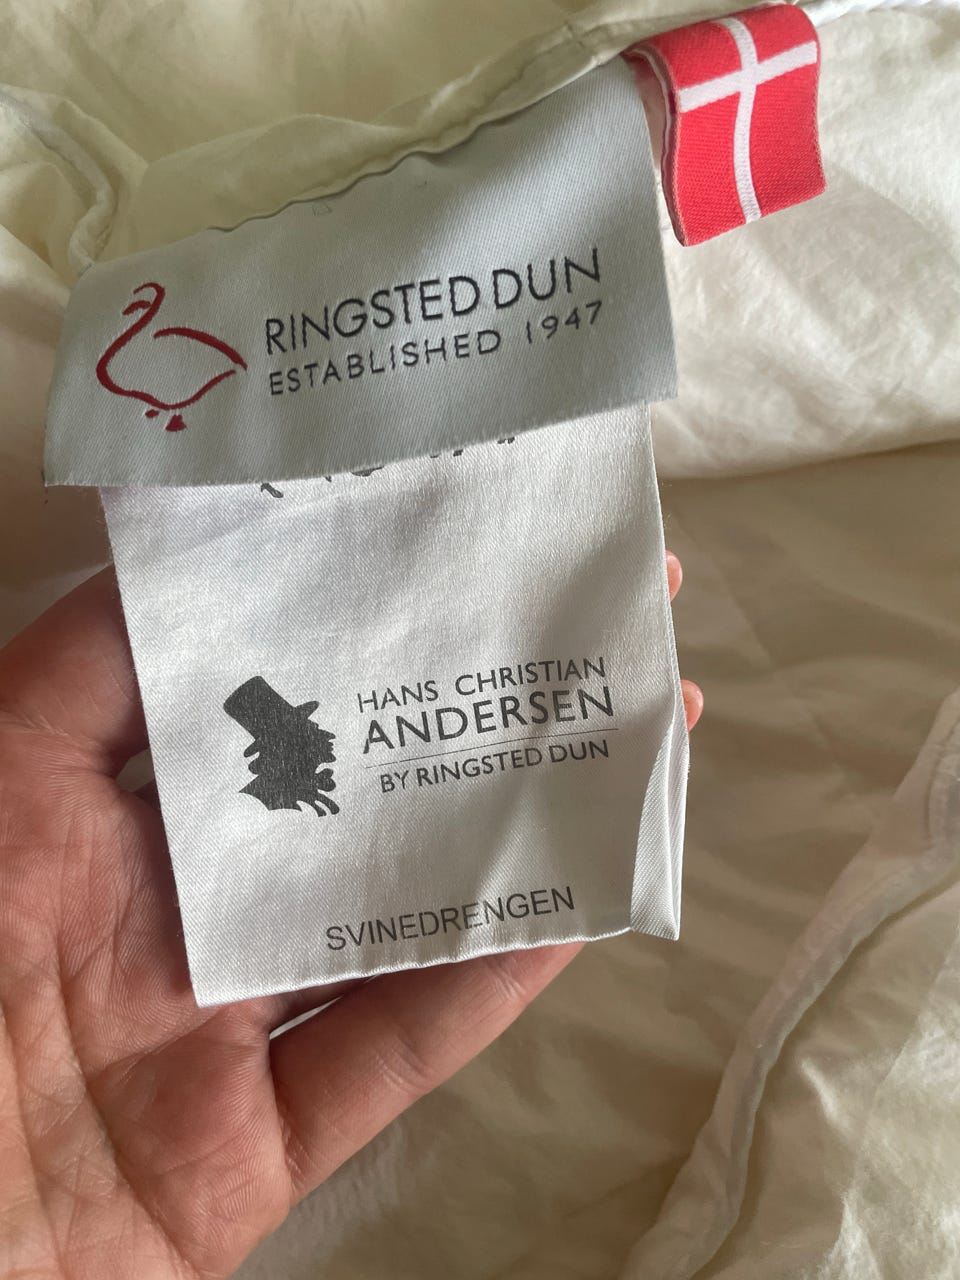 RINGSTED DUN
ESTABLISHED 1947
HANS CHRISTIAN
ANDERSEN
BY RINGSTED DUN
SVINEDRENGEN